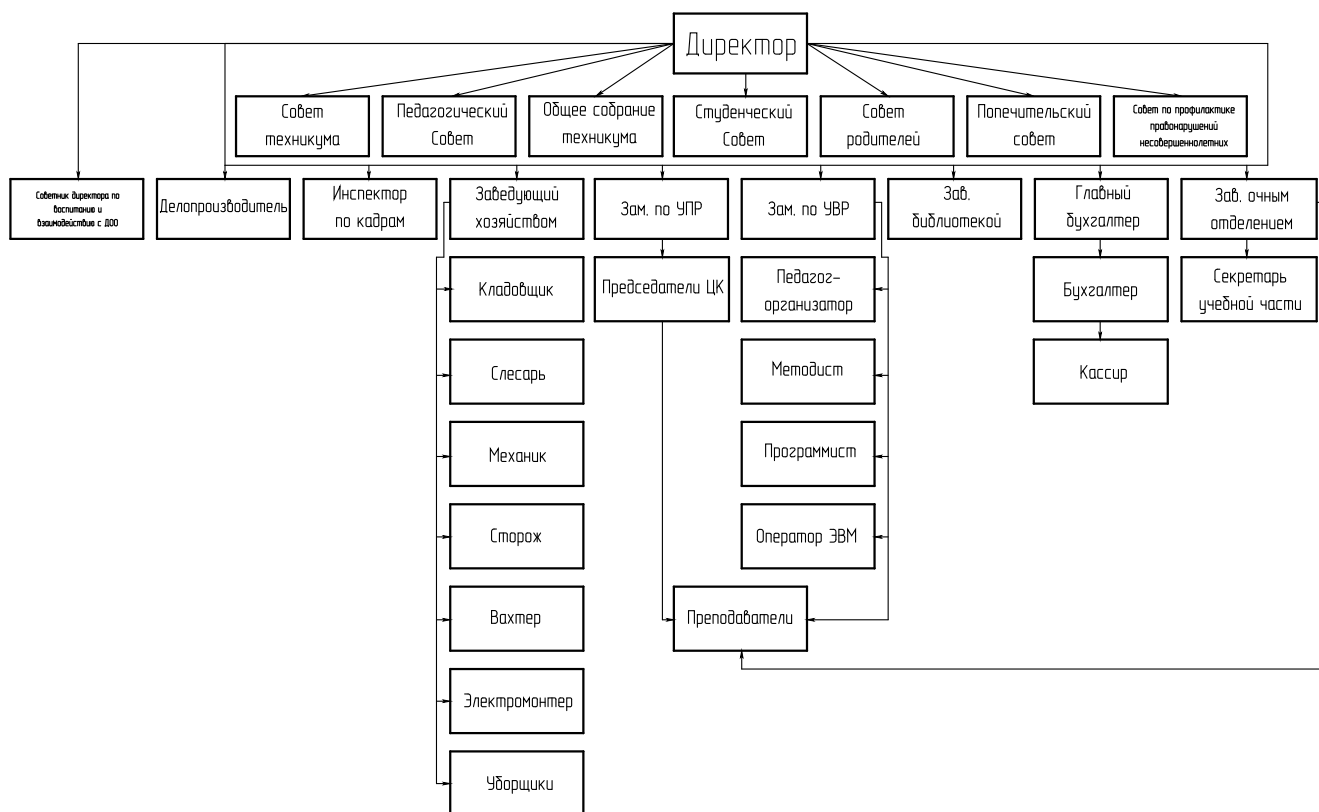 Директор
Совет
техникума
Педагогический
Совет
Общее собрание
техникума
Студенческий
Совет
Совет
родителей
Попечительский
совет
Совет по профилактике
правонарушений
несовершеннолетних
Советник директора по
воспитанию и
взаимодействию с ДОО
Делопроизводитель
Инспектор
по кадрам
Заведующий
хозяйством
Зам. по УПР
Зам. по УВР
Зав.
библиотекой
Главный
бухгалтер
Зав. очным
отделением
Кладовщик
Председатели ЦК
Педагог-
организатор
Бухгалтер
Секретарь
учебной части
Слесарь
Методист
Кассир
Механик
Программист
Сторож
Оператор ЭВМ
Вахтер
Преподаватели
Электромонтер
Уборщики